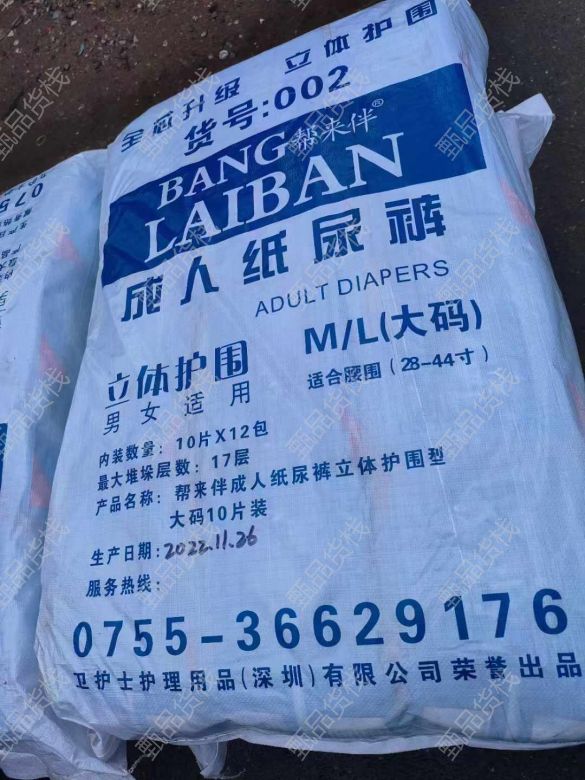 全芯升级 立体护围
货号:002
BANG 帮来伴®
LAIBAN
成人纸尿裤
ADULT DIAPERS
M/L(大码)
适合腰围(28-44寸)
立体护围
男女适用
内装数量: 10片X12包
最大堆垛层数: 17层
产品名称: 帮来伴成人纸尿裤立体护围型
大码10片装
生产日期: 2022.11.26
服务热线:
0755-36629176
卫护士护理用品(深圳)有限公司荣誉出品
0755
甄品货栈